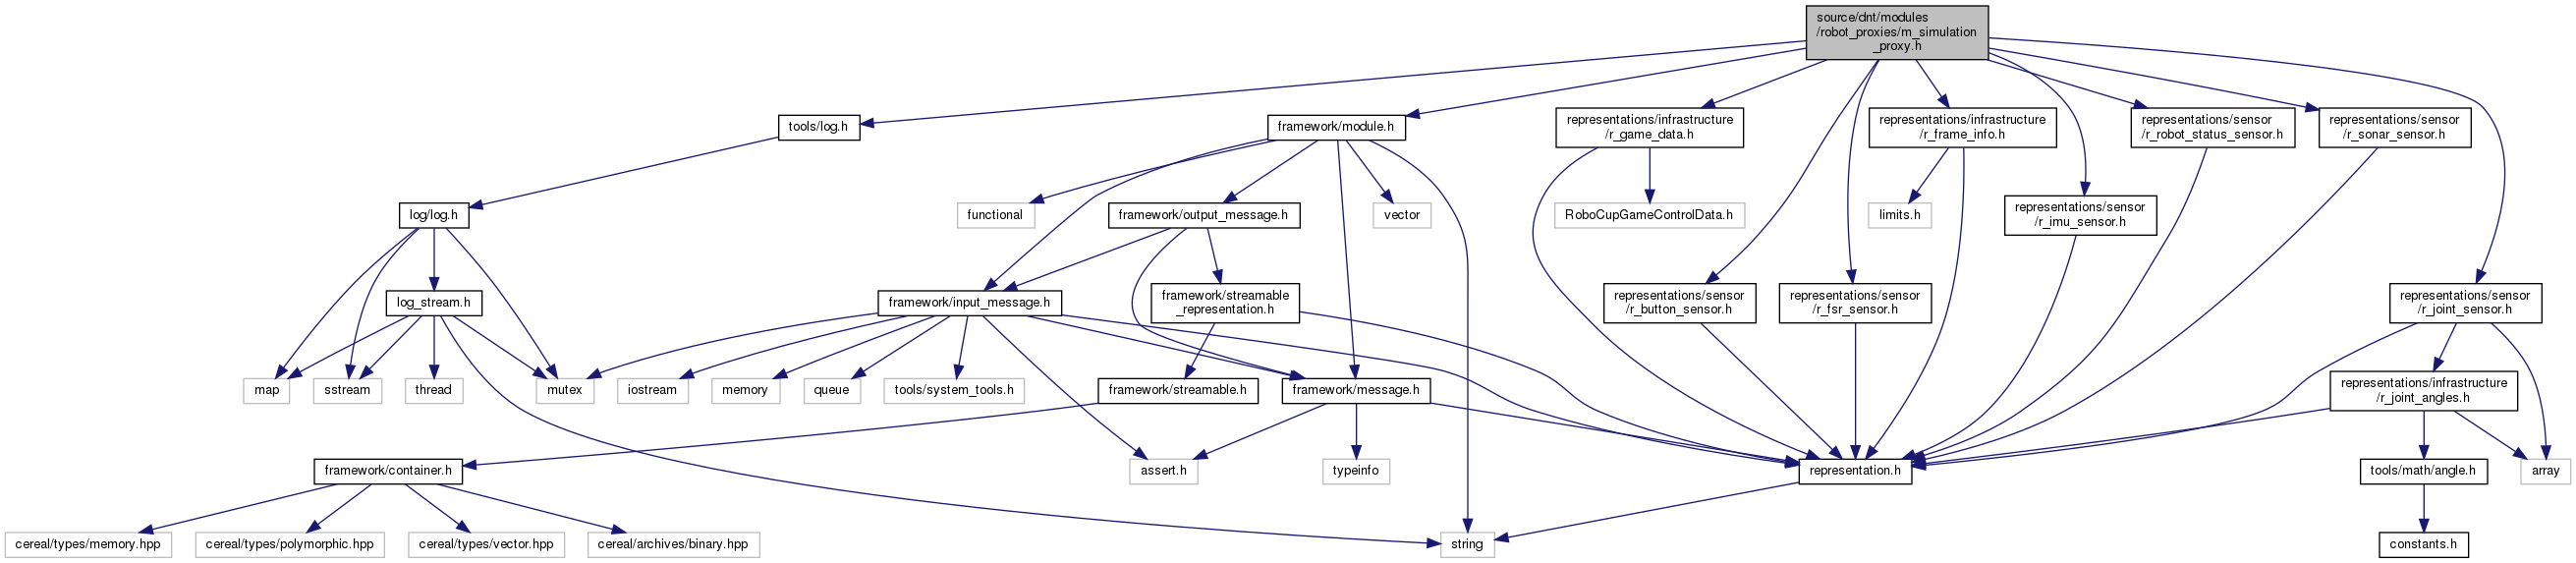 source/dnt/modules
/robot_proxies/m_simulation
_proxy.h
tools/log.h
framework/module.h
representations/infrastructure
/r_game_data.h
representations/infrastructure
/r_frame_info.h
representations/sensor
/r_robot_status_sensor.h
representations/sensor
/r_sonar_sensor.h
log/log.h
functional
framework/output_message.h
vector
RoboCupGameControlData.h
limits.h
representations/sensor
/r_imu_sensor.h
log_stream.h
framework/input_message.h
framework/streamable
_representation.h
representations/sensor
/r_button_sensor.h
representations/sensor
/r_fsr_sensor.h
representations/sensor
/r_joint_sensor.h
map
sstream
thread
mutex
iostream
memory
queue
tools/system_tools.h
framework/streamable.h
framework/message.h
representations/infrastructure
/r_joint_angles.h
framework/container.h
assert.h
typeinfo
representation.h
tools/math/angle.h
array
cereal/types/memory.hpp
cereal/types/polymorphic.hpp
cereal/types/vector.hpp
cereal/archives/binary.hpp
string
constants.h